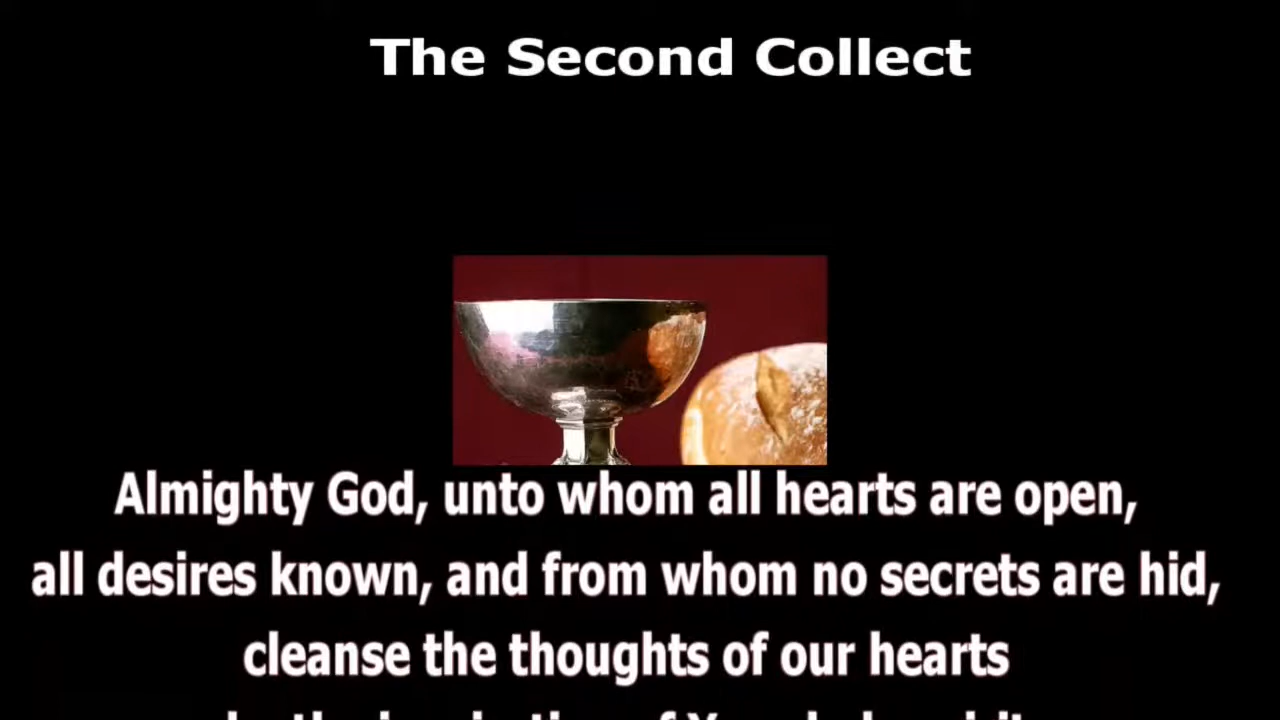 The Second Collect
Almighty God, unto whom all hearts are open,
all desires known, and from whom no secrets are hid,
cleanse the thoughts of our hearts